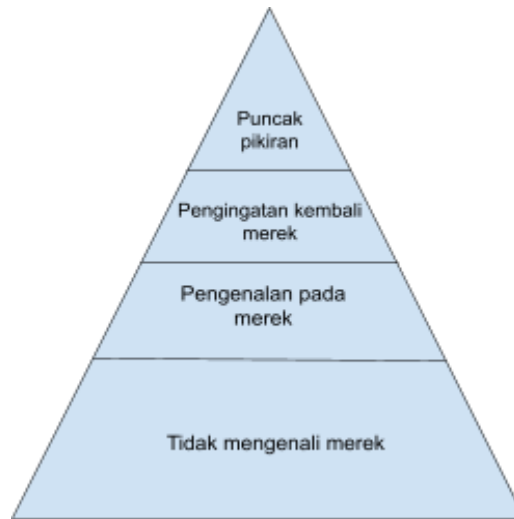 Puncak
pikiran
Pengingatan kembali
merek
Pengenalan pada
merek
Tidak mengenali merek